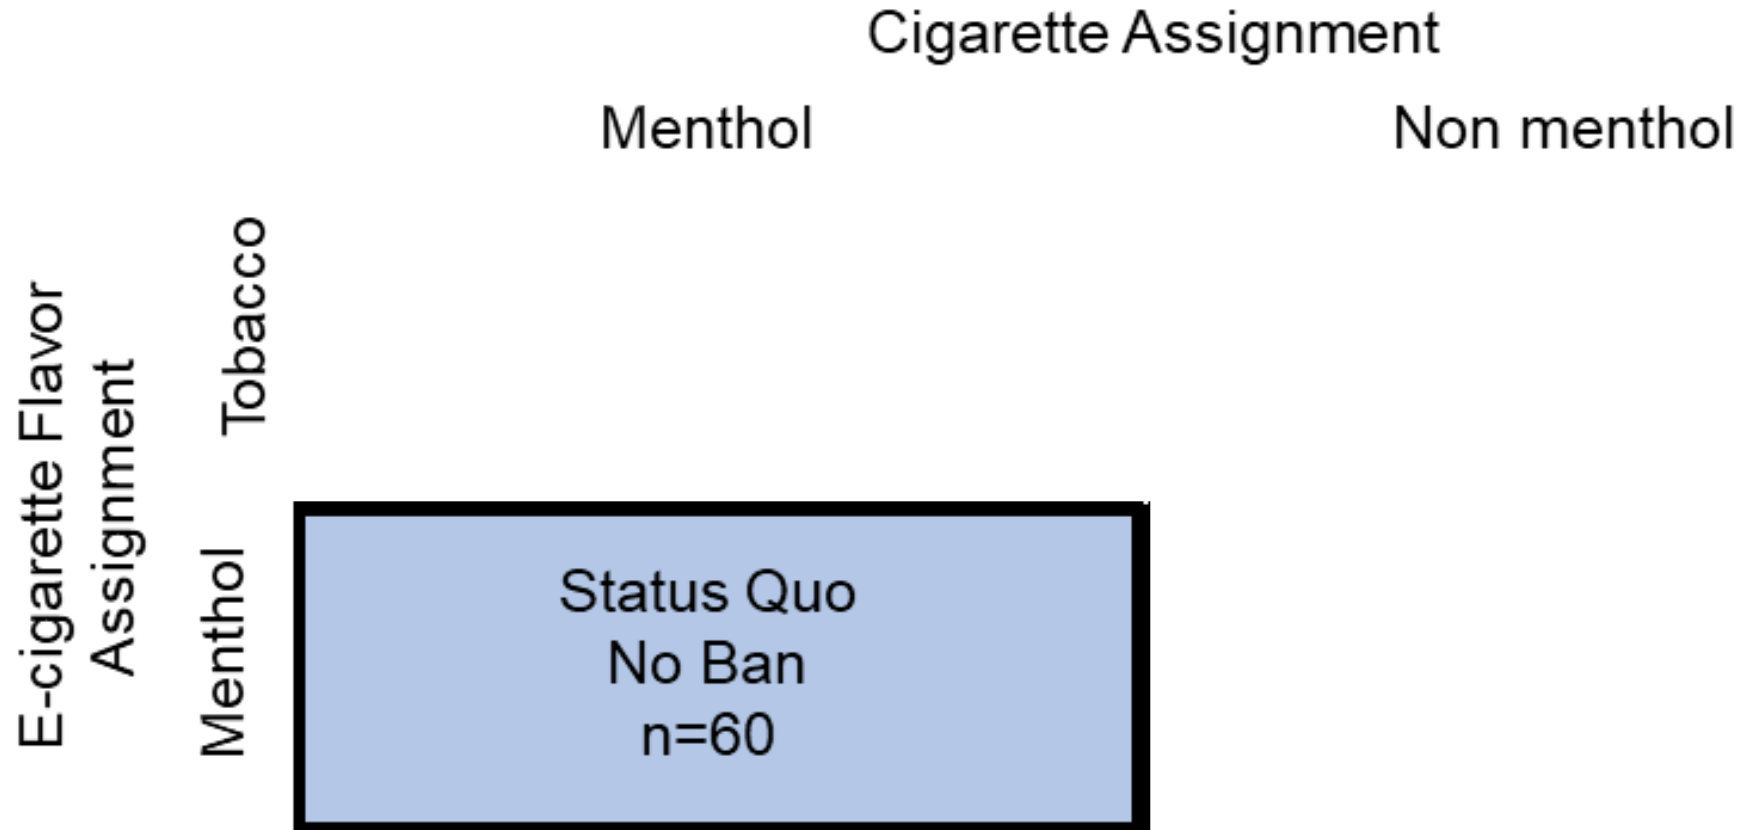 Cigarette Assignment
Menthol
Non menthol
E-cigarette Flavor
Assignment
Tobacco
Menthol
Status Quo
No Ban
n=60